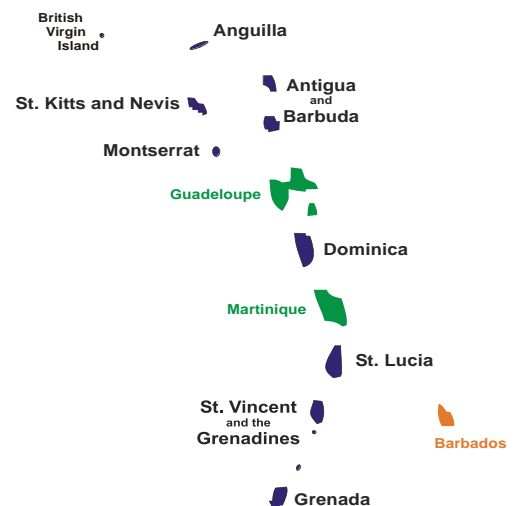 British
Virgin
Island
Anguilla
Antigua
and
Barbuda
St. Kitts and Nevis
Montserrat
Guadeloupe
Dominica
Martinique
St. Lucia
St. Vincent
and the
Grenadines
Barbados
Grenada